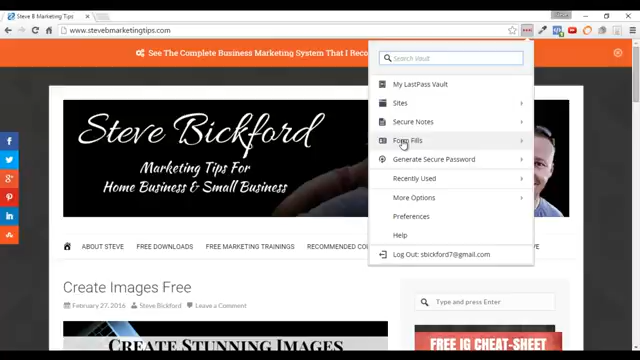 Steve B Marketing Tips
www.stevebmarketingtips.com
See The Complete Business Marketing System That I Reco
Search Vault
My LastPass Vault
Sites
Secure Notes
Form Fills
Generate Secure Password
Recently Used
More Options
Preferences
Help
Log Out: sbickford7@gmail.com
Steve Bickford
Marketing Tips For
Home Business & Small Business
ABOUT STEVE FREE DOWNLOADS FREE MARKETING TRAININGS RECOMMENDED CO VE
Create Images Free
February 27, 2016 Steve Bickford Leave a Comment
CREATE STUNNING IMAGES
Type and press Enter
FREE IG CHEAT-SHEET